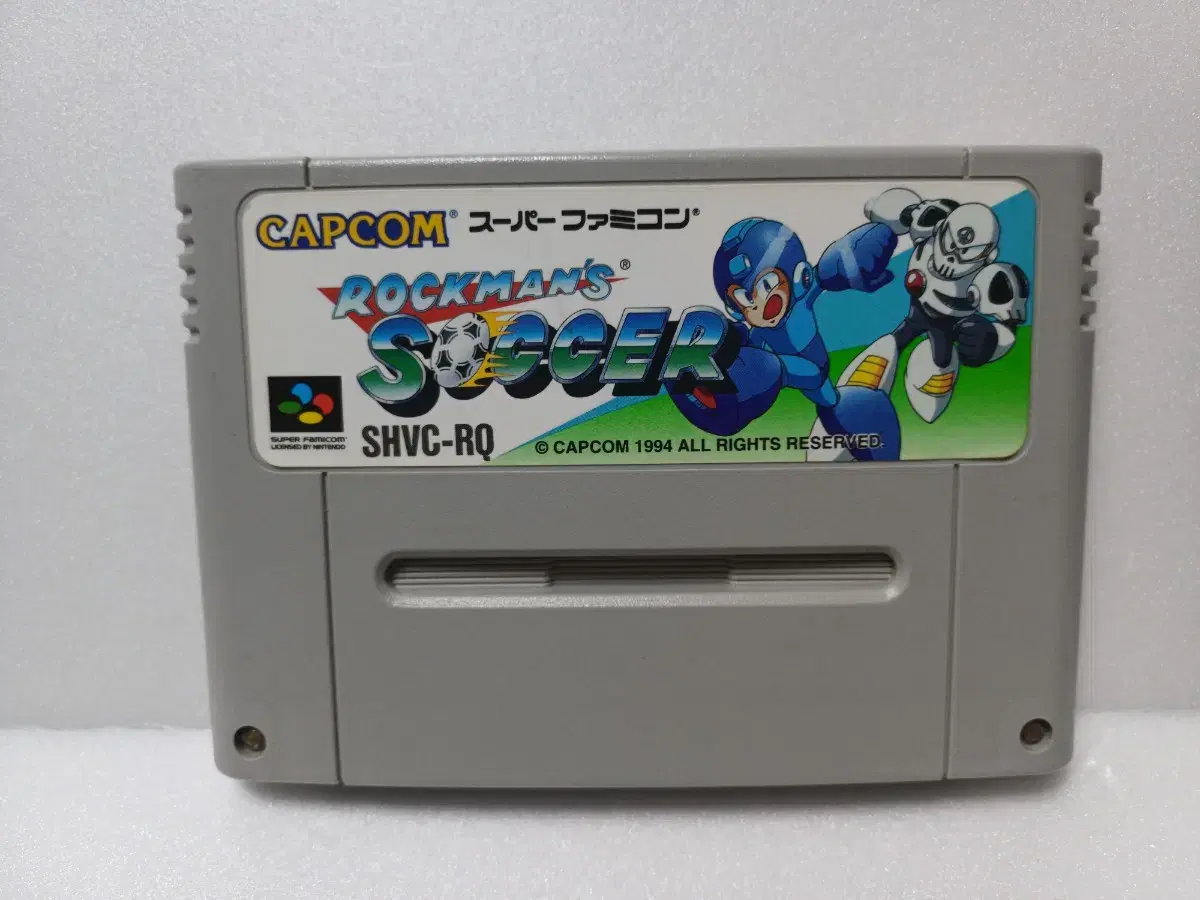 CAPCOM® スーパーファミコン®
ROCKMAN'S®
SOCCER
SUPER FAMICOM®
LICENSED BY NINTENDO
SHVC-RQ
© CAPCOM 1994 ALL RIGHTS RESERVED.